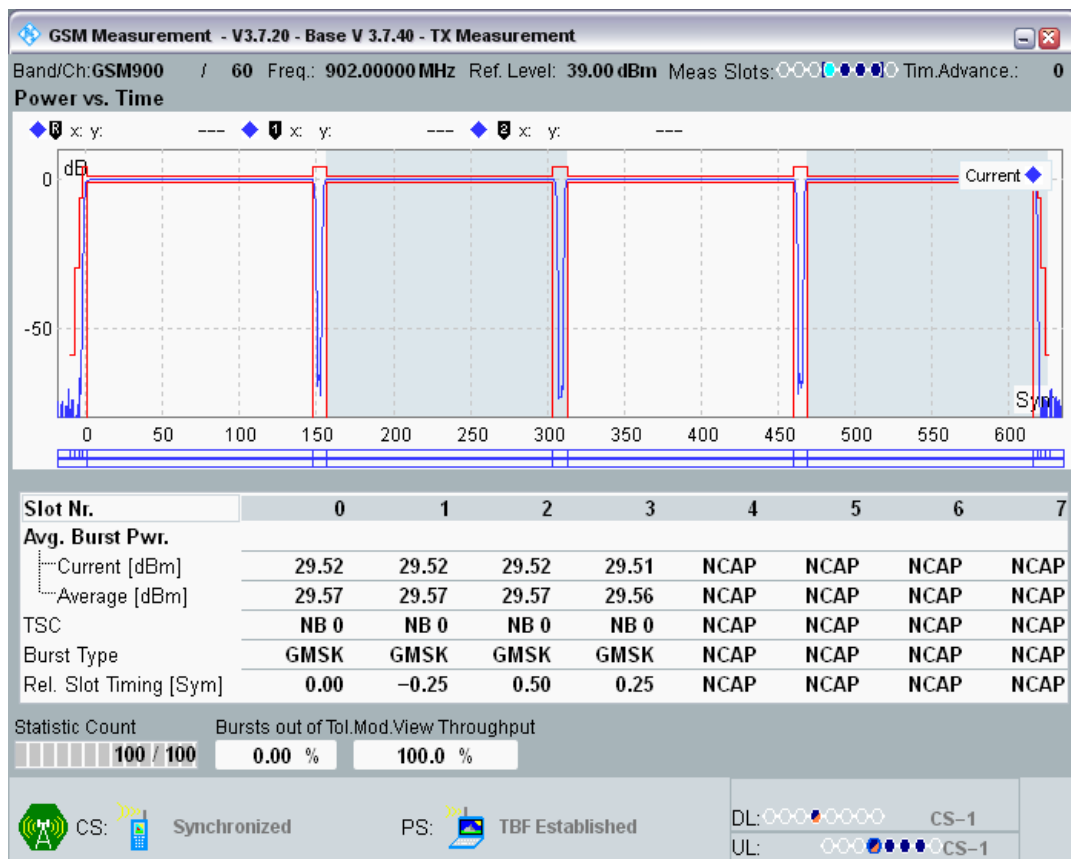 GSM Measurement - V3.7.20 - Base V 3.7.40 - TX Measurement
Band/Ch:GSM900 / 60 Freq.: 902.00000 MHz Ref. Level: 39.00 dBm Meas Slots: Tim.Advance.: 0
Power vs. Time
R x: y: --- 1 x: y: --- 2 x: y: ---
dB
Current
0
-50
Sym
0 50 100 150 200 250 300 350 400 450 500 550 600
Slot Nr. 0 1 2 3 4 5 6 7
Avg. Burst Pwr.
Current [dBm] 29.52 29.52 29.52 29.51 NCAP NCAP NCAP NCAP
Average [dBm] 29.57 29.57 29.57 29.56 NCAP NCAP NCAP NCAP
TSC NB 0 NB 0 NB 0 NB 0 NCAP NCAP NCAP NCAP
Burst Type GMSK GMSK GMSK GMSK NCAP NCAP NCAP NCAP
Rel. Slot Timing [Sym] 0.00 −0.25 0.50 0.25 NCAP NCAP NCAP NCAP
Statistic Count Bursts out of Tol.Mod.View Throughput
100 / 100 0.00 % 100.0 %
CS: Synchronized PS: TBF Established
DL: CS−1
UL: CS−1